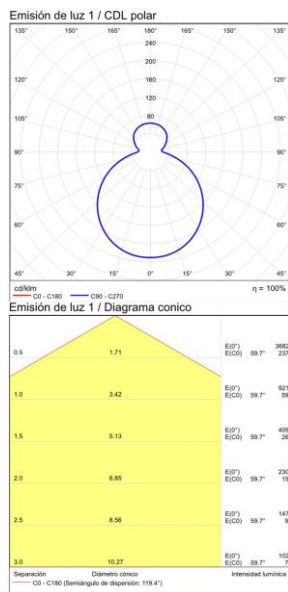 Emisión de luz 1 / CDL polar
135° 150° 165° 180° 165° 150° 135°
240
120° 200 120°
160
105° 120 105°
80
90° 90°
75° 75°
60° 60°
45° 30° 15° 0° 15° 30° 45°
cd/klm η = 100%
C0 - C180 C90 - C270
Emisión de luz 1 / Diagrama conico
0.5 1.71 E(0°) 3682
E(C0) 59.7° 237
1.0 3.42 E(0°) 921
E(C0) 59.7° 59
1.5 5.13 E(0°) 409
E(C0) 59.7° 26
2.0 6.85 E(0°) 230
E(C0) 59.7° 15
2.5 8.56 E(0°) 147
E(C0) 59.7° 9
3.0 10.27 E(0°) 102
E(C0) 59.7° 7
Separación Diámetro cónico Intensidad lumínica
C0 - C180 (Semiángulo de dispersión: 119.4°)